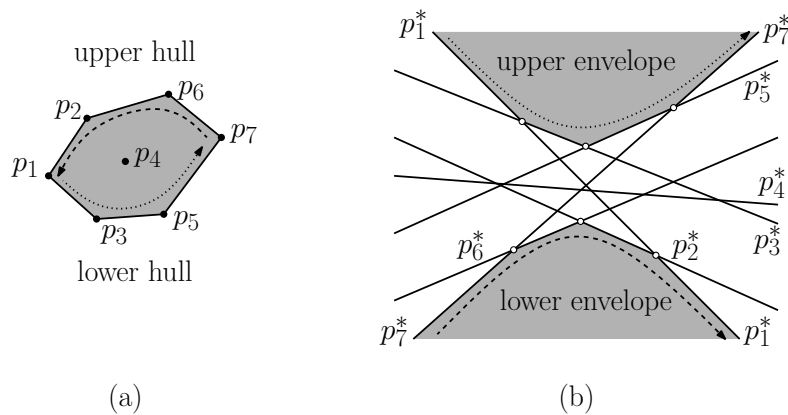 upper hull
p₆
p₂
p₇
p₄
p₁
p₅
p₃
lower hull
(a)
p₁*
p₇*
upper envelope
p₅*
p₄*
p₃*
p₆*
p₂*
lower envelope
p₇*
p₁*
(b)